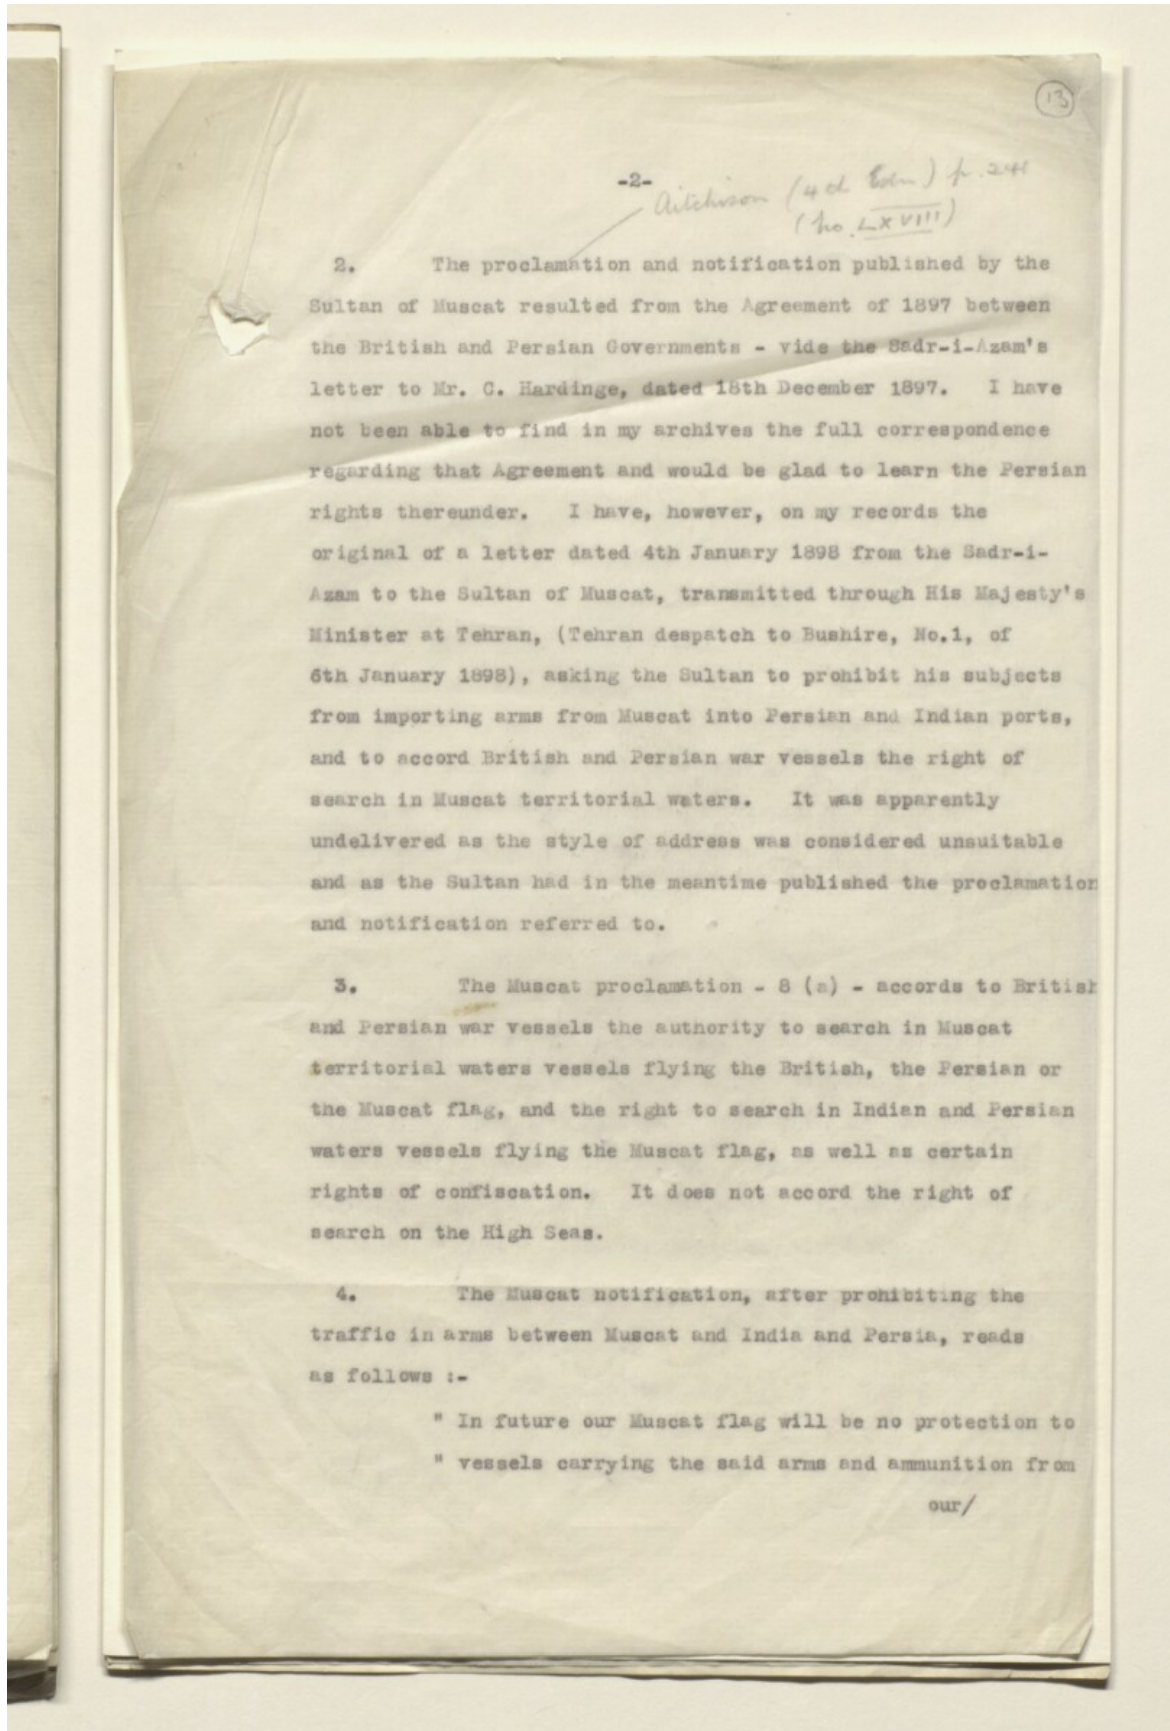 13
-2-
Aitchison (4th Edn) p. 241
(No. LXVIII)
2. The proclamation and notification published by the
Sultan of Muscat resulted from the Agreement of 1897 between
the British and Persian Governments - vide the Sadr-i-Azam's
letter to Mr. C. Hardinge, dated 18th December 1897. I have
not been able to find in my archives the full correspondence
regarding that Agreement and would be glad to learn the Persian
rights thereunder. I have, however, on my records the
original of a letter dated 4th January 1898 from the Sadr-i-
Azam to the Sultan of Muscat, transmitted through His Majesty's
Minister at Tehran, (Tehran despatch to Bushire, No.1, of
6th January 1898), asking the Sultan to prohibit his subjects
from importing arms from Muscat into Persian and Indian ports,
and to accord British and Persian war vessels the right of
search in Muscat territorial waters. It was apparently
undelivered as the style of address was considered unsuitable
and as the Sultan had in the meantime published the proclamation
and notification referred to.
3. The Muscat proclamation - 8 (a) - accords to British
and Persian war vessels the authority to search in Muscat
territorial waters vessels flying the British, the Persian or
the Muscat flag, and the right to search in Indian and Persian
waters vessels flying the Muscat flag, as well as certain
rights of confiscation. It does not accord the right of
search on the High Seas.
4. The Muscat notification, after prohibiting the
traffic in arms between Muscat and India and Persia, reads
as follows :-
" In future our Muscat flag will be no protection to
" vessels carrying the said arms and ammunition from
our/